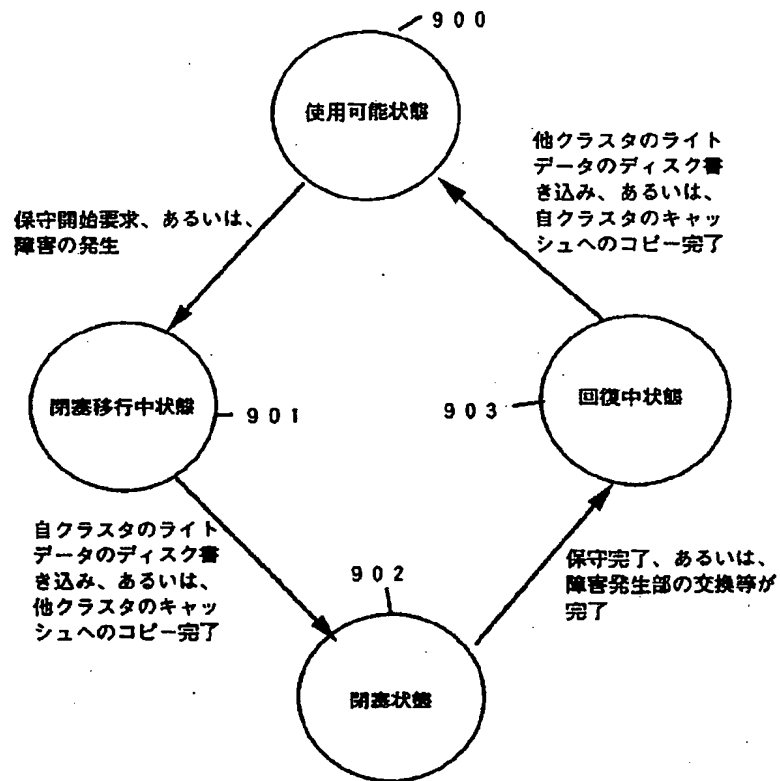 900
使用可能状態
他クラスタのライト
データのディスク書
き込み、あるいは、
自クラスタのキャッ
シュへのコピー完了
保守開始要求、あるいは、
障害の発生
閉塞移行中状態
901
903
回復中状態
自クラスタのライト
データのディスク書
き込み、あるいは、
他クラスタのキャッ
シュへのコピー完了
902
保守完了、あるいは、
障害発生部の交換等が
完了
閉塞状態